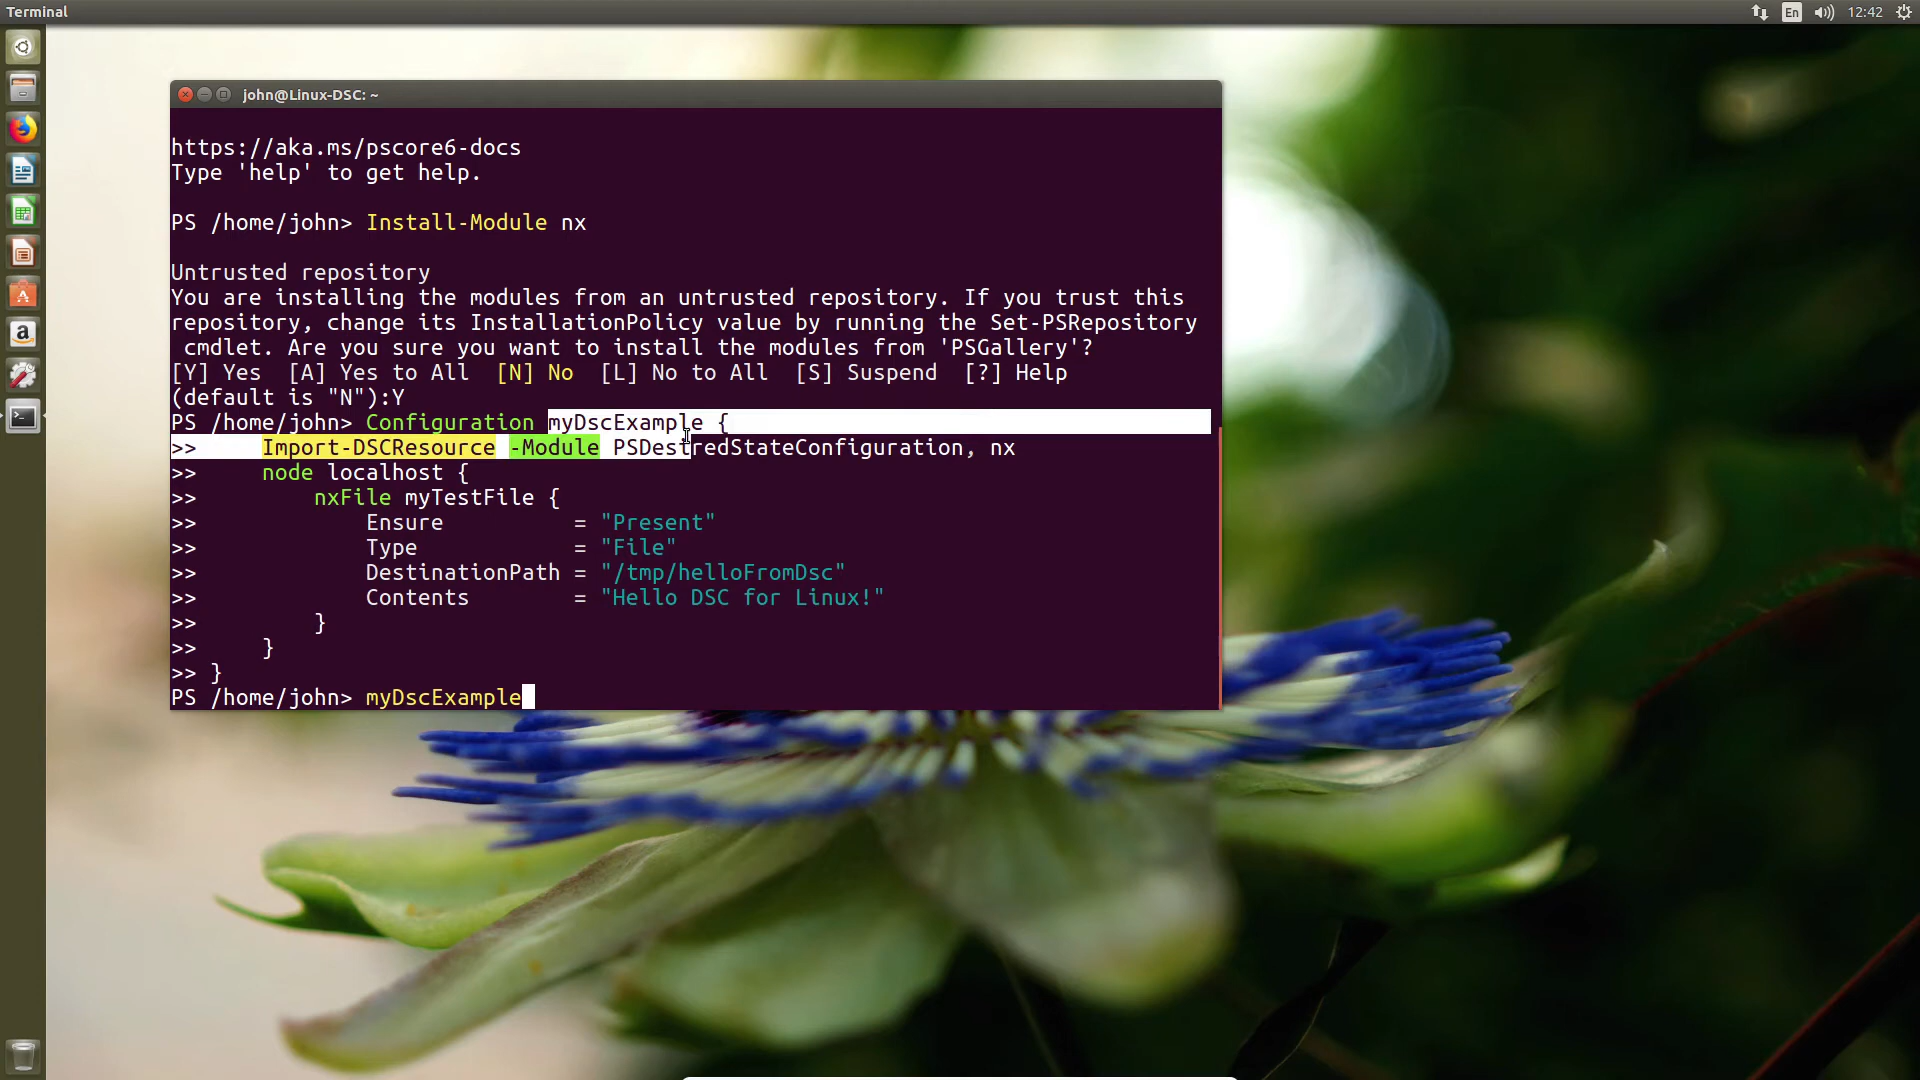 Terminal
En
12:42
john@Linux-DSC: ~
https://aka.ms/pscore6-docs
Type 'help' to get help.
PS /home/john> Install-Module nx
Untrusted repository
You are installing the modules from an untrusted repository. If you trust this
repository, change its InstallationPolicy value by running the Set-PSRepository
cmdlet. Are you sure you want to install the modules from 'PSGallery'?
[Y] Yes  [A] Yes to All  [N] No  [L] No to All  [S] Suspend  [?] Help
(default is "N"):Y
PS /home/john> Configuration myDscExample {
>>     Import-DSCResource -Module PSDestredStateConfiguration, nx
>>     node localhost {
>>         nxFile myTestFile {
>>             Ensure          = "Present"
>>             Type            = "File"
>>             DestinationPath = "/tmp/helloFromDsc"
>>             Contents        = "Hello DSC for Linux!"
>>         }
>>     }
>> }
PS /home/john> myDscExample